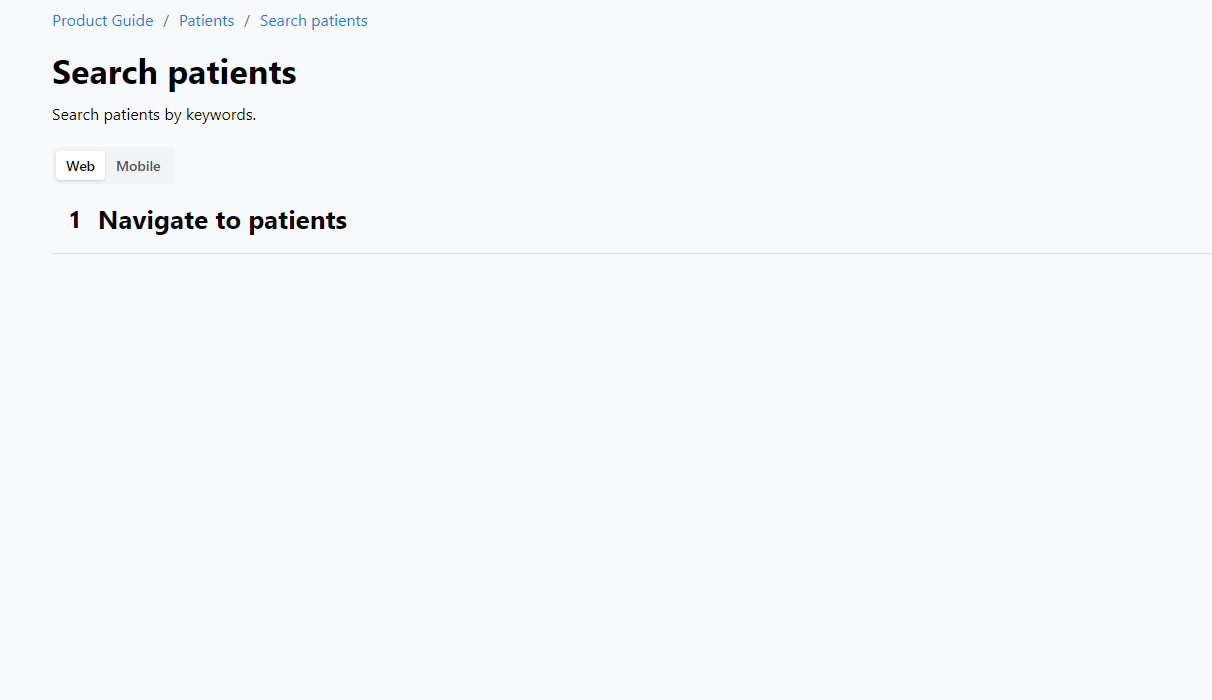 Product Guide / Patients / Search patients
Search patients
Search patients by keywords.
Web Mobile
1 Navigate to patients